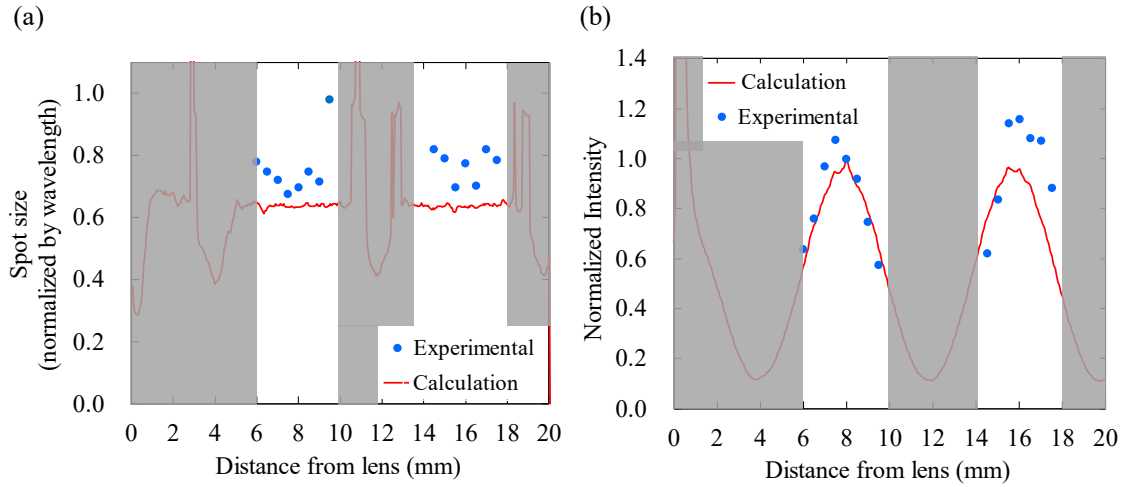 (a)
(b)
Spot size
(normalized by wavelength)
1.0
0.8
0.6
0.4
0.2
0.0
0 2 4 6 8 10 12 14 16 18 20
Distance from lens (mm)
Experimental
Calculation
Normalized Intensity
1.4
1.2
1.0
0.8
0.6
0.4
0.2
0.0
0 2 4 6 8 10 12 14 16 18 20
Distance from lens (mm)
Calculation
Experimental